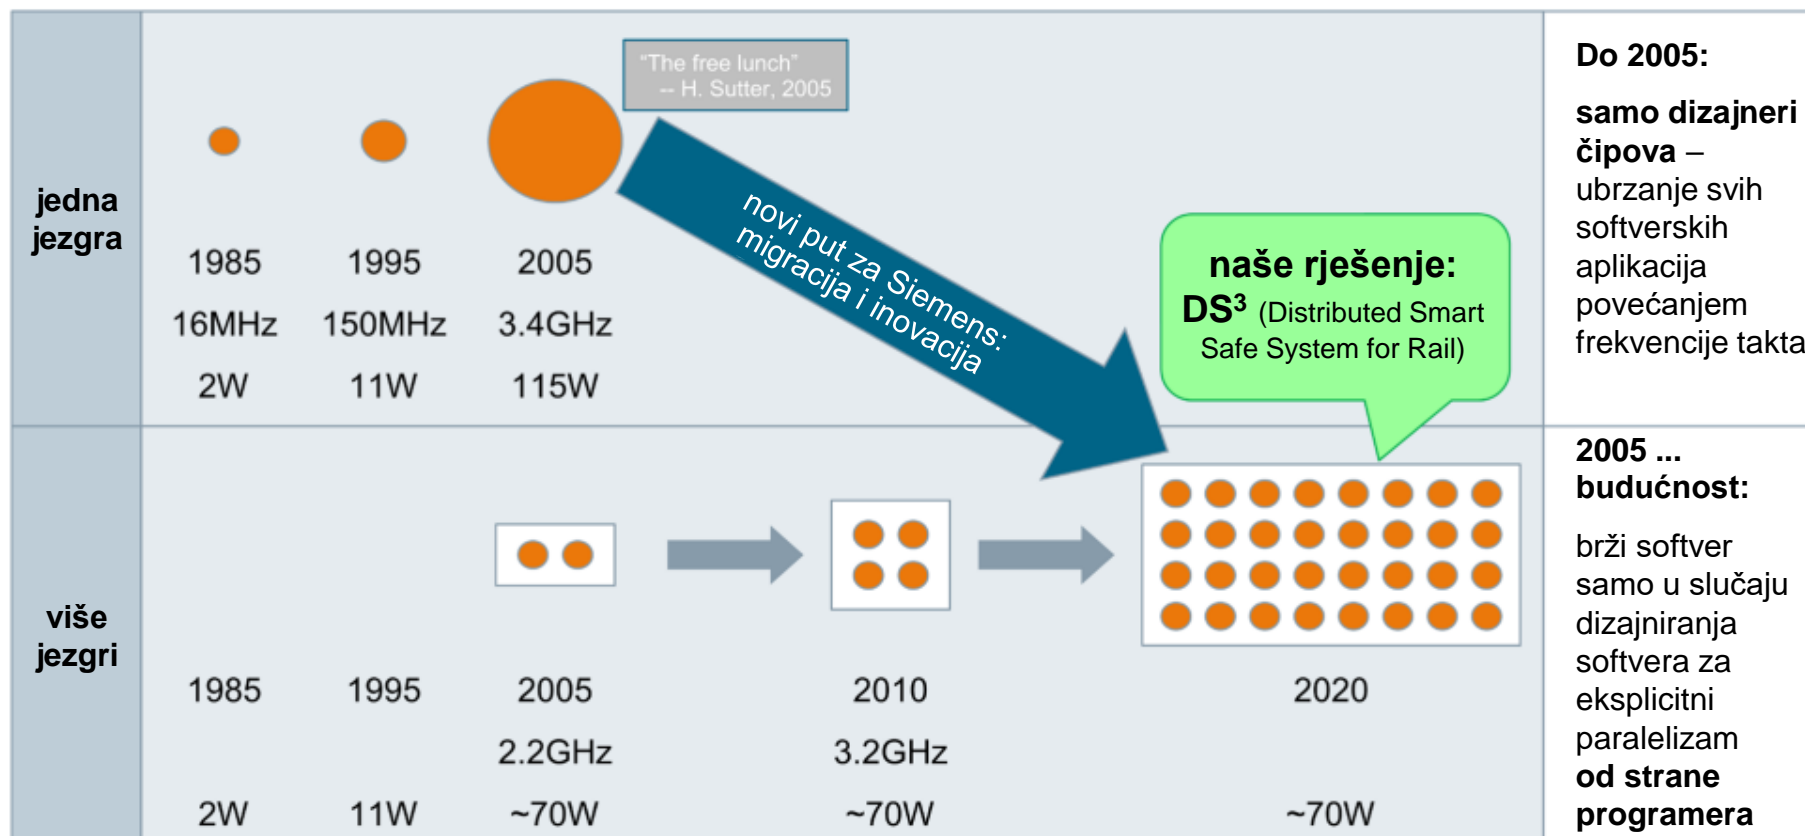 "The free lunch"
-- H. Sutter, 2005
jedna
jezgra
1985
1995
2005
16MHz
150MHz
3.4GHz
2W
11W
115W
novi put za Siemens:
migracija i inovacija
naše rješenje:
DS³ (Distributed Smart
Safe System for Rail)
Do 2005:
samo dizajneri
čipova –
ubrzanje svih
softverskih
aplikacija
povećanjem
frekvencije takta
više
jezgri
1985
1995
2005
2010
2020
2.2GHz
3.2GHz
2W
11W
~70W
~70W
~70W
2005 ...
budućnost:
brži softver
samo u slučaju
dizajniranja
softvera za
eksplicitni
paralelizam
od strane
programera